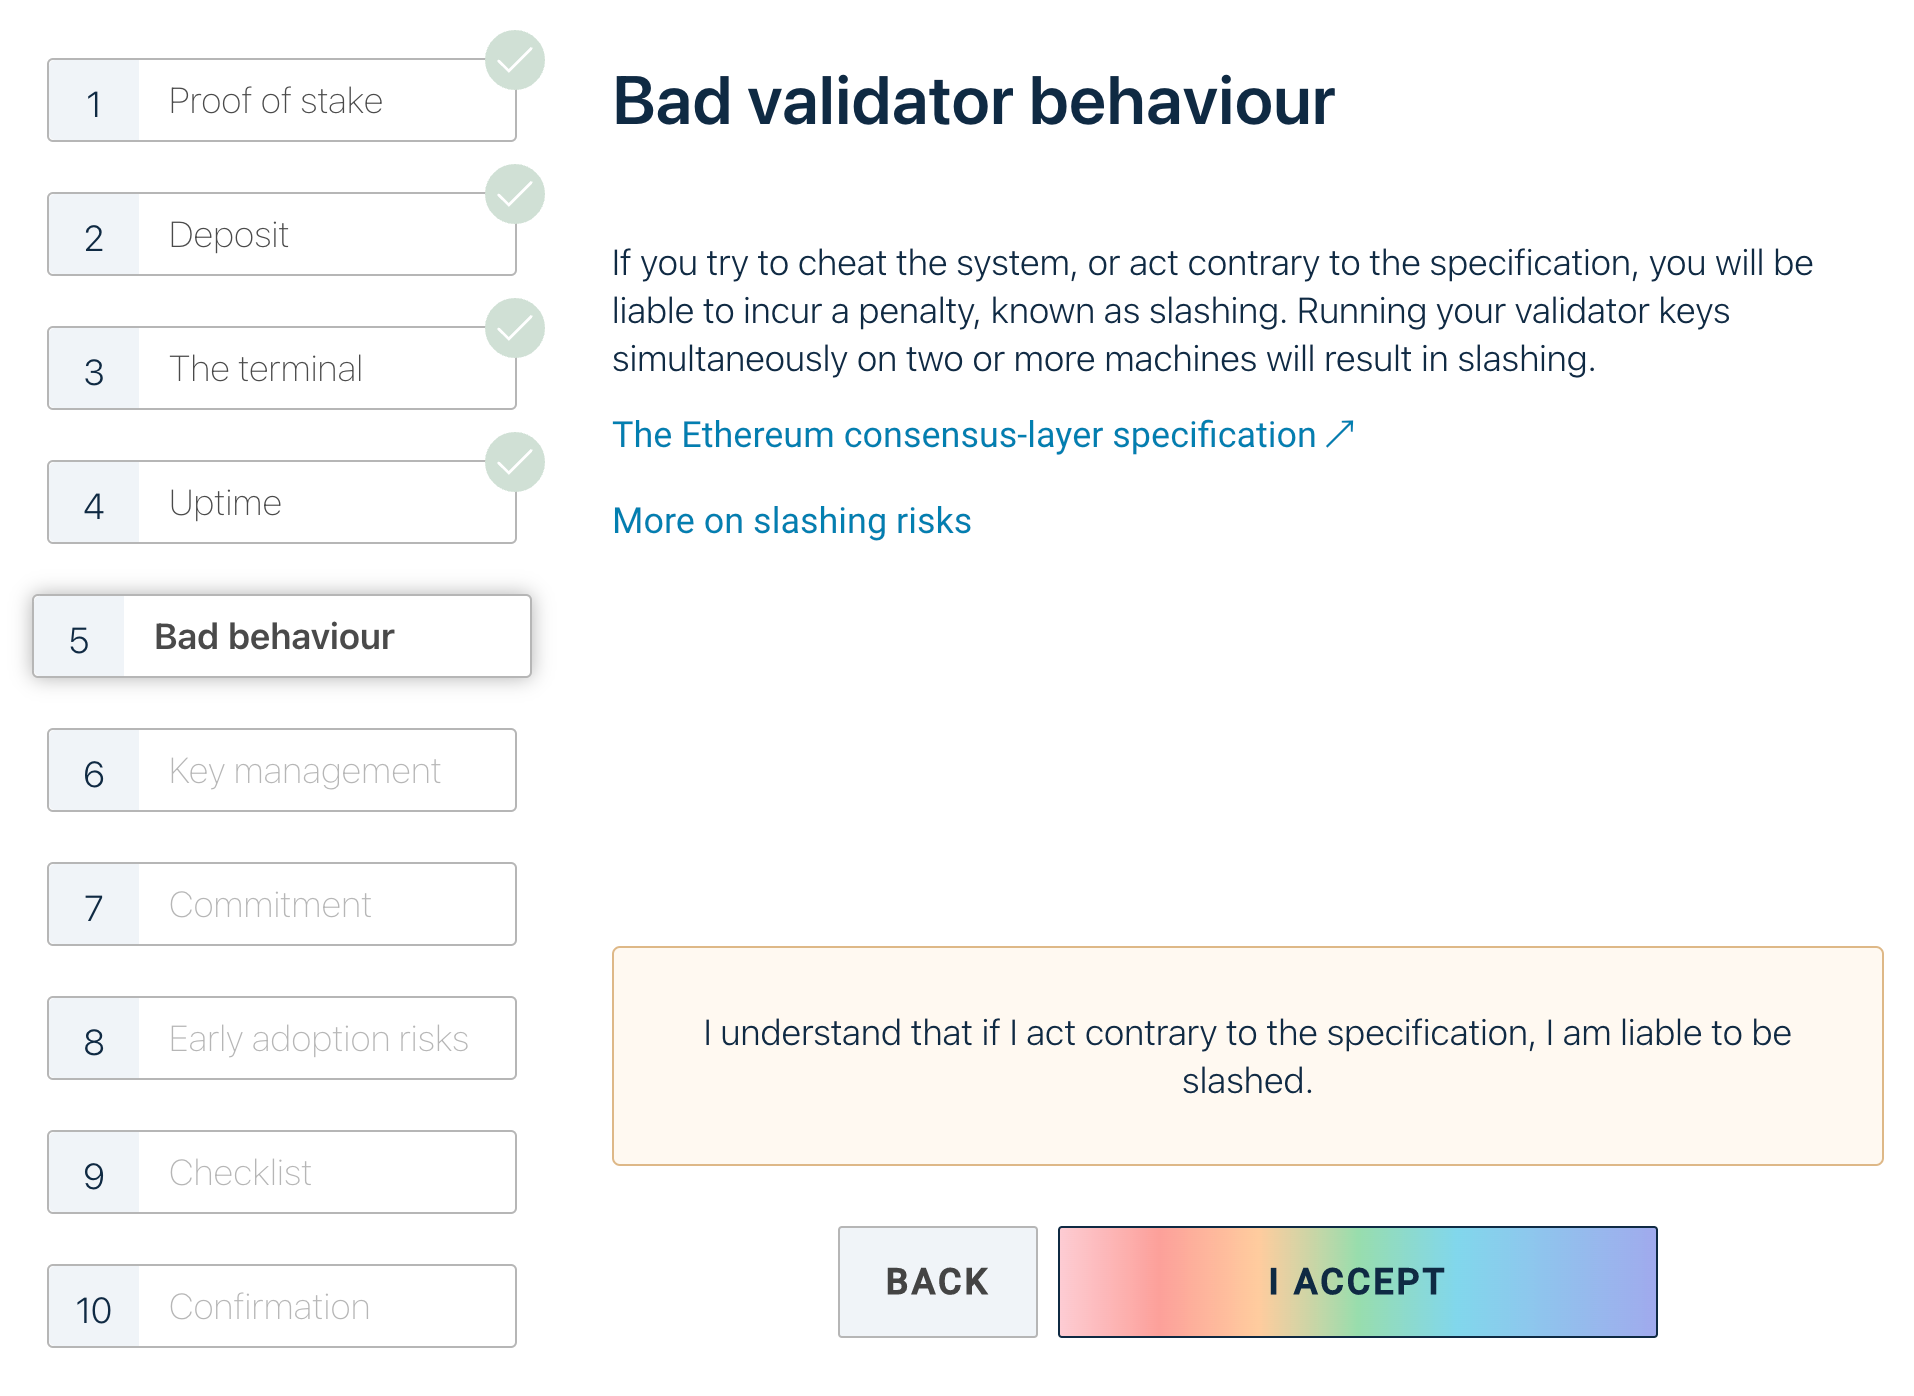 1 Proof of stake
2 Deposit
3 The terminal
4 Uptime
5 Bad behaviour
6 Key management
7 Commitment
8 Early adoption risks
9 Checklist
10 Confirmation
Bad validator behaviour
If you try to cheat the system, or act contrary to the specification, you will be
liable to incur a penalty, known as slashing. Running your validator keys
simultaneously on two or more machines will result in slashing.
The Ethereum consensus-layer specification ↗
More on slashing risks
I understand that if I act contrary to the specification, I am liable to be
slashed.
BACK
I ACCEPT